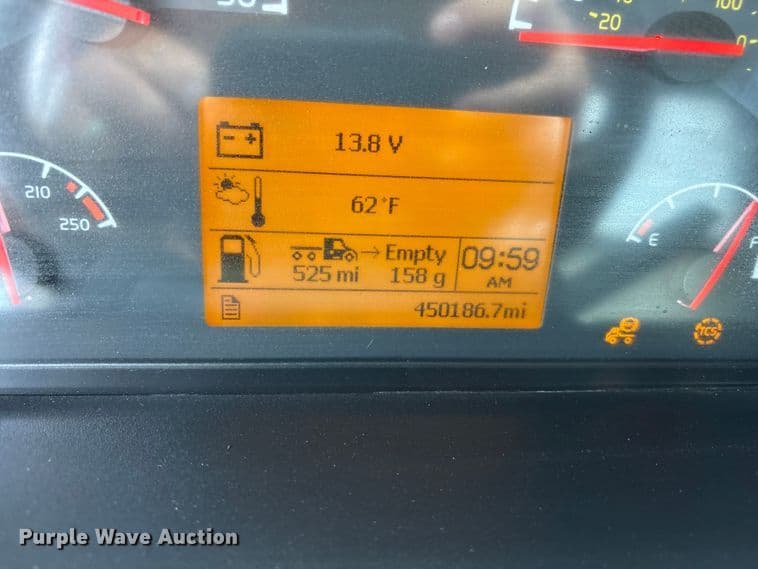 -20
100
210
250
E
- +
13.8 V
62°F
→ Empty
525 mi 158 g
09:59
AM
450186.7mi
TCS
Purple Wave Auction